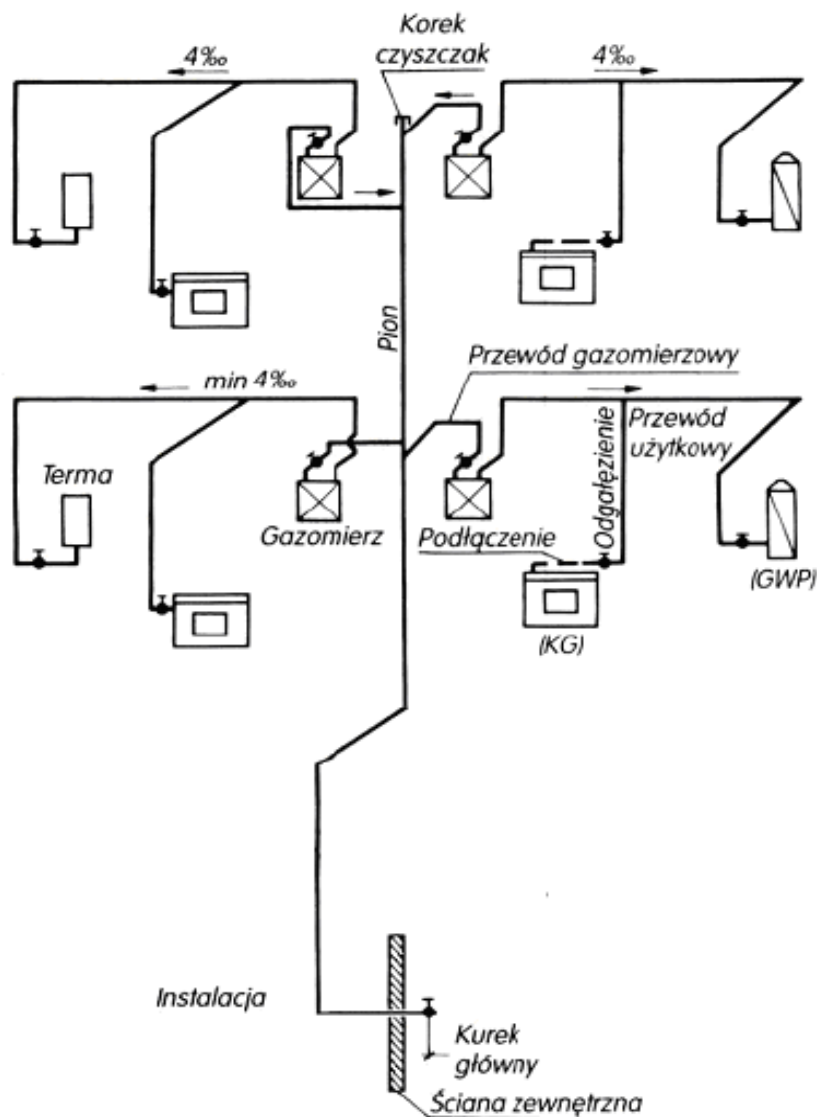 Korek
czyszczak
4‰
4‰
Pion
Przewód gazomierzowy
min 4‰
Przewód
użytkowy
Odgałęzienie
Terma
Gazomierz
Podłączenie
(GWP)
(KG)
Instalacja
Kurek
główny
Ściana zewnętrzna